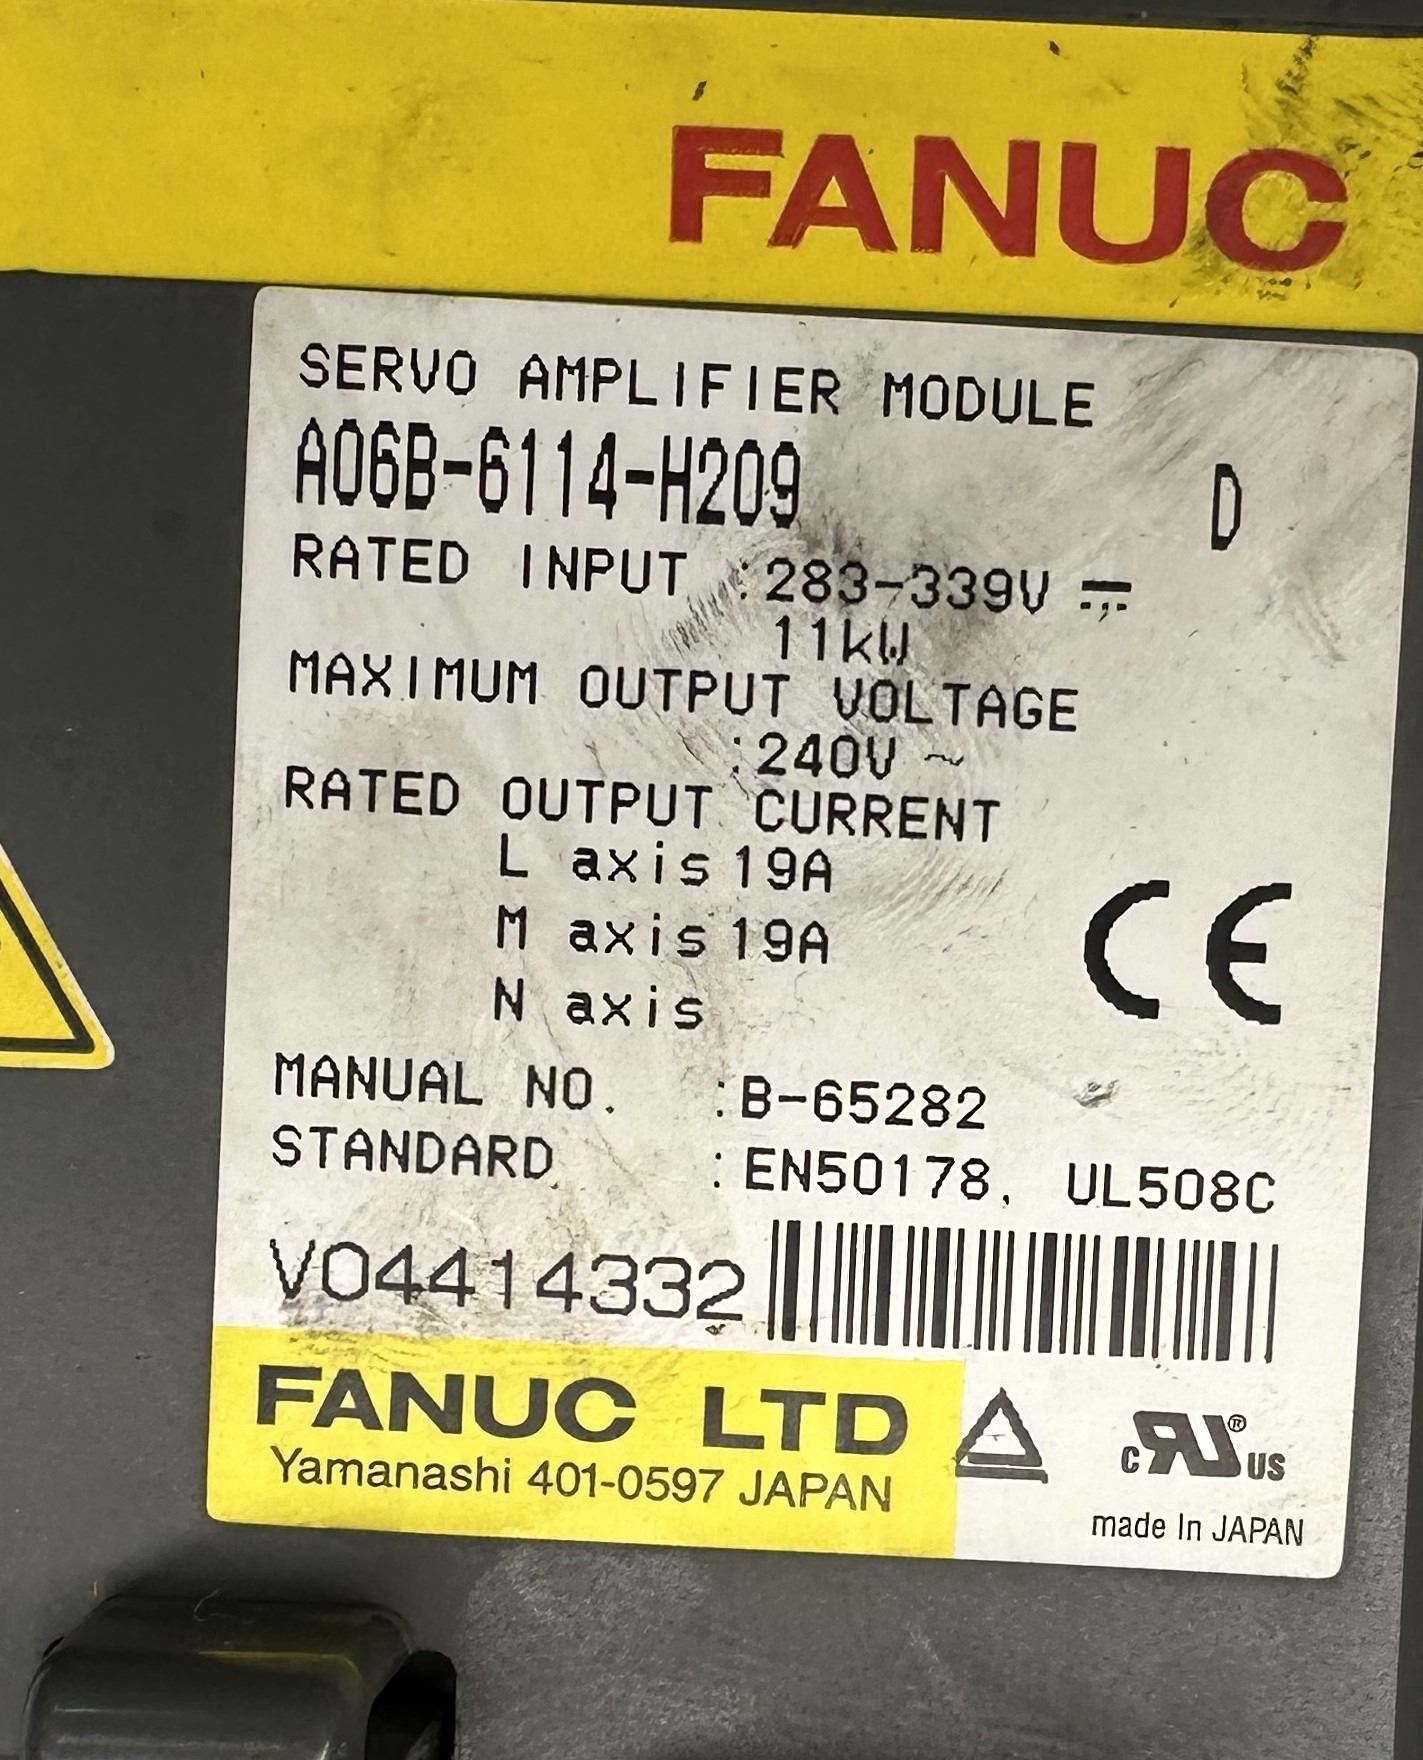 FANUC
SERVO AMPLIFIER MODULE
A06B-6114-H209 D
RATED INPUT :283-339V ⎓
11kW
MAXIMUM OUTPUT VOLTAGE
:240V ~
RATED OUTPUT CURRENT
L axis 19A
M axis 19A
N axis
CE
MANUAL NO. :B-65282
STANDARD :EN50178, UL508C
V04414332
FANUC LTD
Yamanashi 401-0597 JAPAN
c RU ® US
made In JAPAN